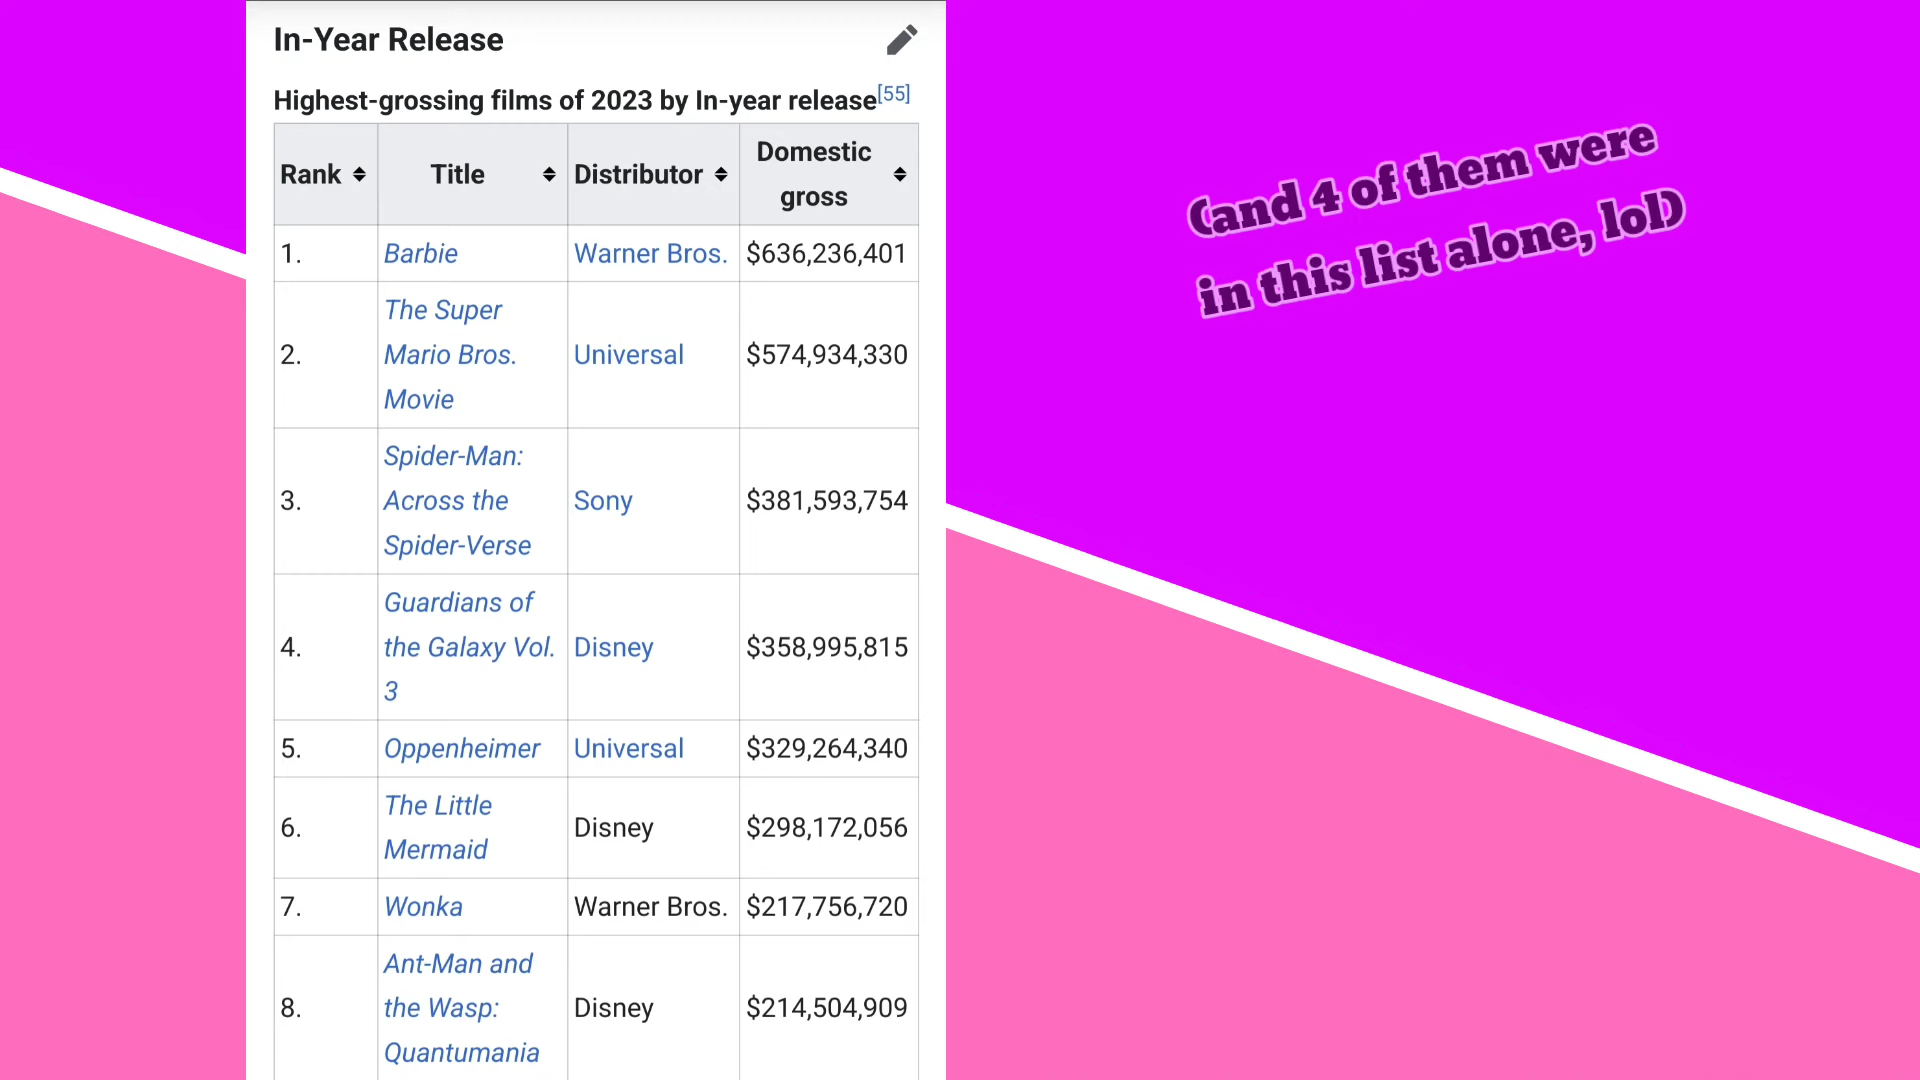 In-Year Release
Highest-grossing films of 2023 by In-year release[55]
Rank Title Distributor Domestic gross
1. Barbie Warner Bros. $636,236,401
2. The Super Mario Bros. Movie Universal $574,934,330
3. Spider-Man: Across the Spider-Verse Sony $381,593,754
4. Guardians of the Galaxy Vol. 3 Disney $358,995,815
5. Oppenheimer Universal $329,264,340
6. The Little Mermaid Disney $298,172,056
7. Wonka Warner Bros. $217,756,720
8. Ant-Man and the Wasp: Quantumania Disney $214,504,909
(and 4 of them were
in this list alone, lol)